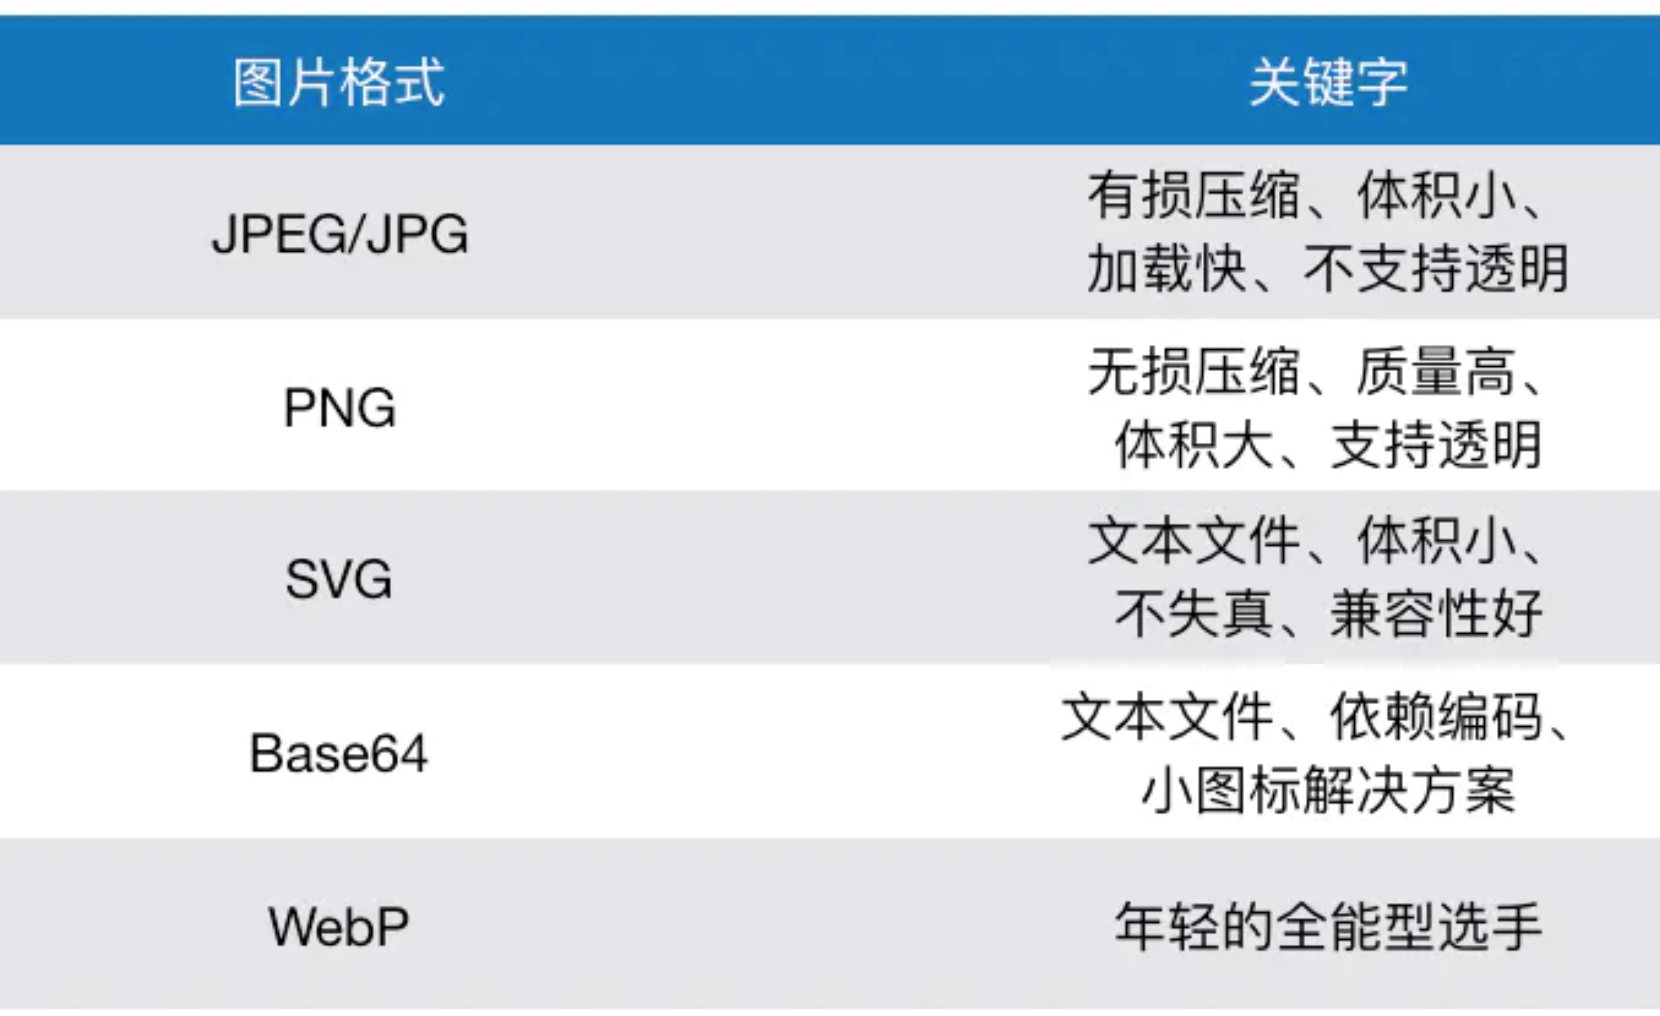 图片格式
关键字
JPEG/JPG
有损压缩、体积小、
加载快、不支持透明
PNG
无损压缩、质量高、
体积大、支持透明
SVG
文本文件、体积小、
不失真、兼容性好
Base64
文本文件、依赖编码、
小图标解决方案
WebP
年轻的全能型选手